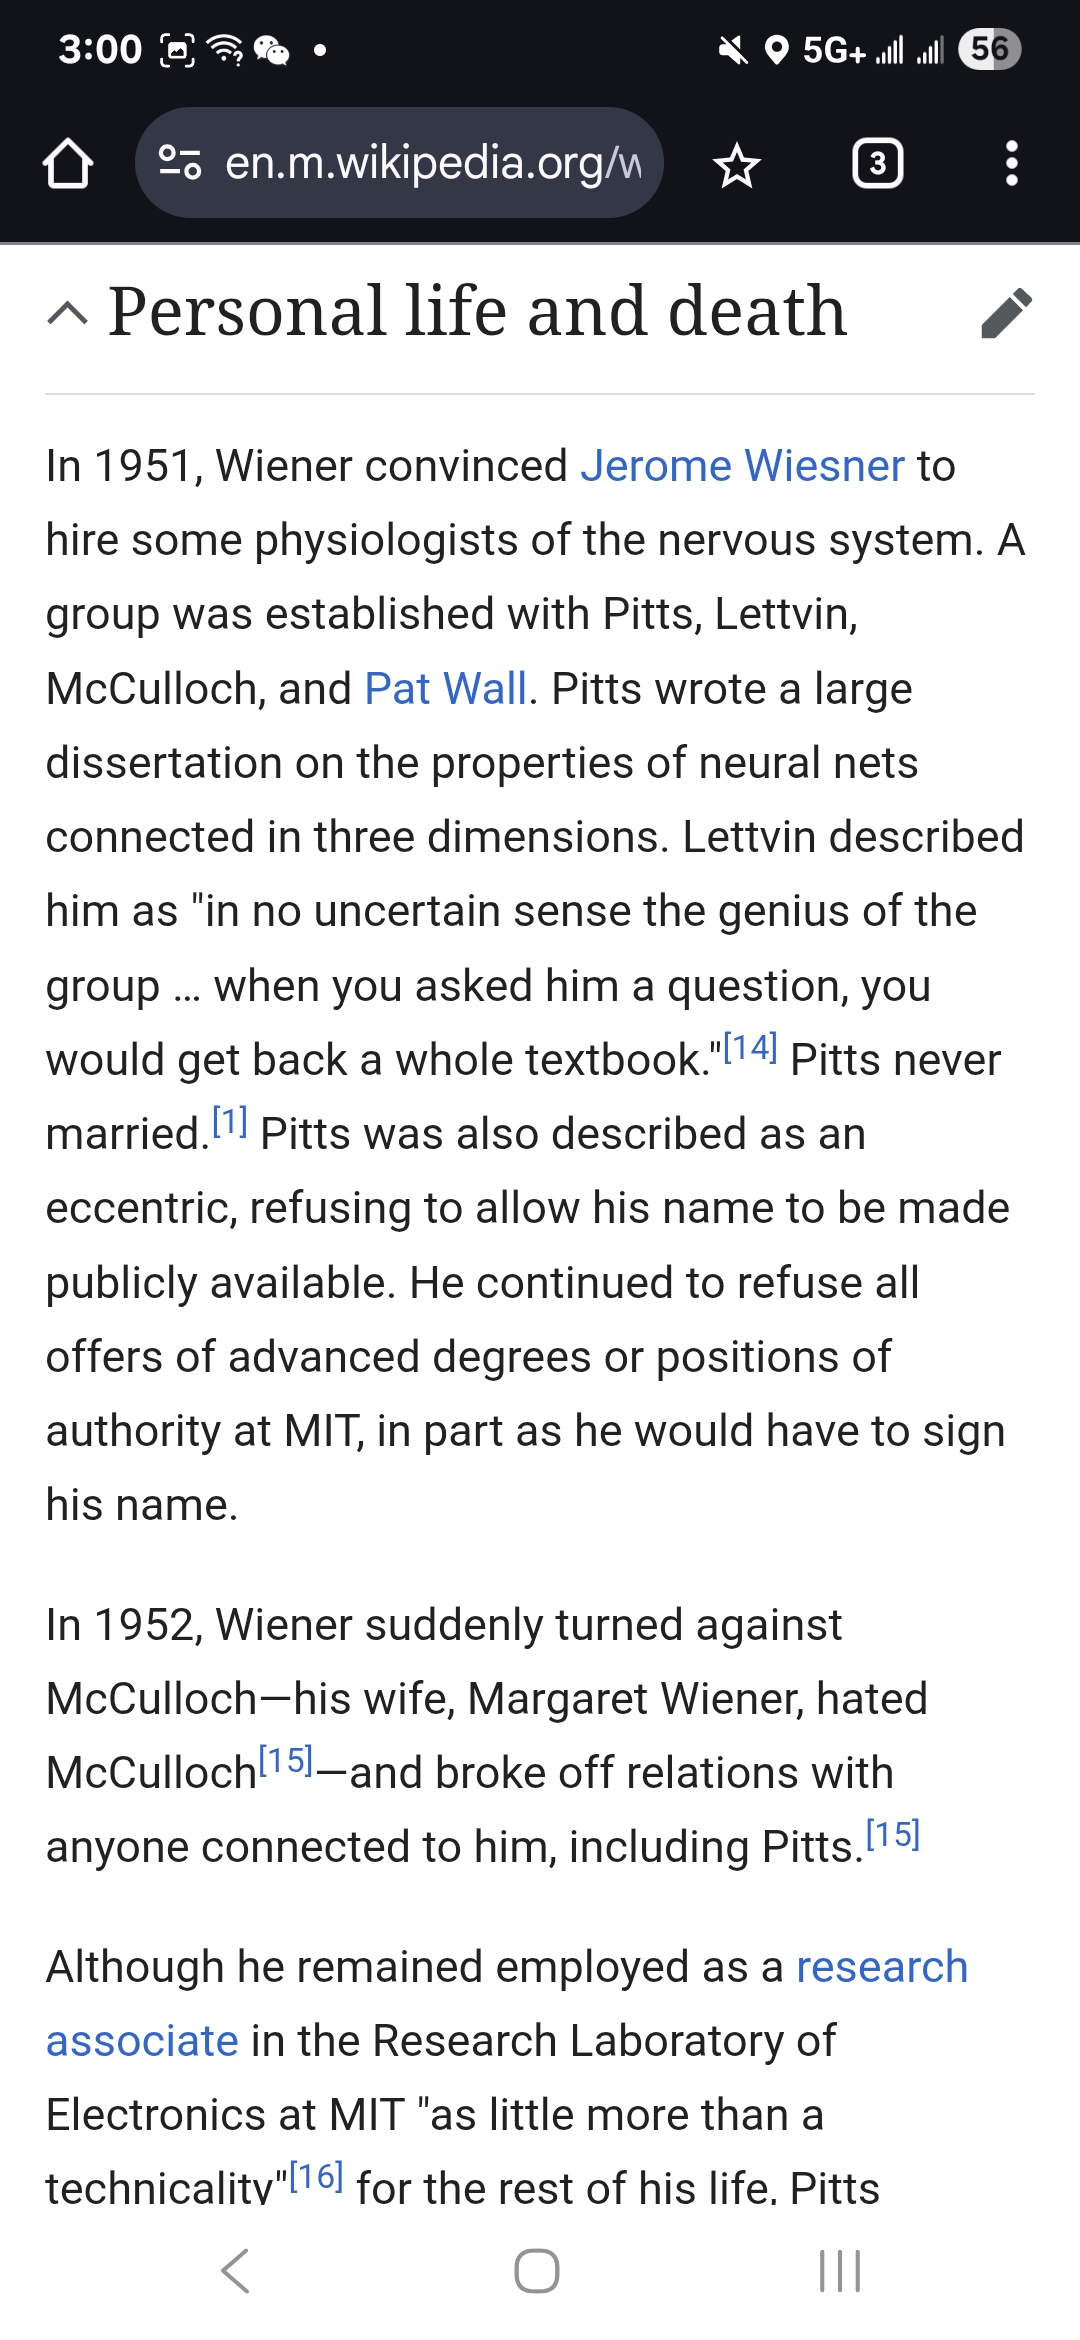 3:00
5G+
56
en.m.wikipedia.org/w
3
Personal life and death
In 1951, Wiener convinced Jerome Wiesner to
hire some physiologists of the nervous system. A
group was established with Pitts, Lettvin,
McCulloch, and Pat Wall. Pitts wrote a large
dissertation on the properties of neural nets
connected in three dimensions. Lettvin described
him as "in no uncertain sense the genius of the
group ... when you asked him a question, you
would get back a whole textbook."[14] Pitts never
married.[1] Pitts was also described as an
eccentric, refusing to allow his name to be made
publicly available. He continued to refuse all
offers of advanced degrees or positions of
authority at MIT, in part as he would have to sign
his name.
In 1952, Wiener suddenly turned against
McCulloch—his wife, Margaret Wiener, hated
McCulloch[15]—and broke off relations with
anyone connected to him, including Pitts.[15]
Although he remained employed as a research
associate in the Research Laboratory of
Electronics at MIT "as little more than a
technicality"[16] for the rest of his life, Pitts